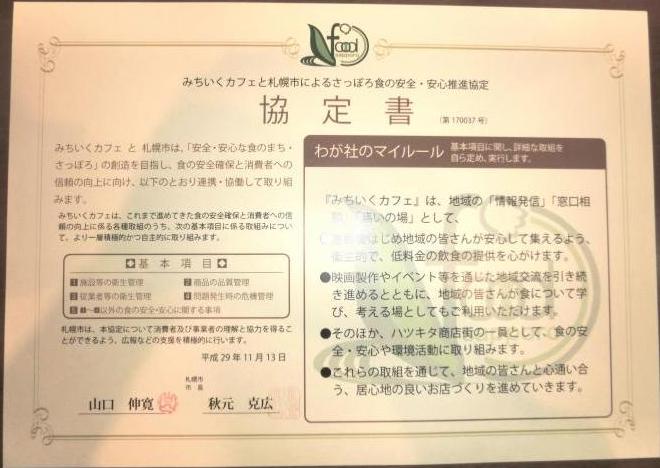 food
みちいくカフェと札幌市によるさっぽろ食の安全・安心推進協定
協定書
(第170037号)
みちいくカフェ と 札幌市は、「安全・安心な食のまち・
さっぽろ」の創造を目指し、食の安全確保と消費者への
信頼の向上に向け、以下のとおり連携・協働して取り組
みます。
みちいくカフェは、これまで進めてきた食の安全確保と消費者への信
頼の向上に係る各種取組のうち、次の基本項目に係る取組みについ
て、より一層積極的かつ自主的に取り組みます。
基本項目
1 施設等の衛生管理
2 商品の品質管理
3 従業者等の衛生管理
4 問題発生時の危機管理
5 以外の食の安全・安心に関する事項
札幌市は、本協定について消費者及び事業者の理解と協力を得るこ
とができるよう、広報などの支援を積極的に行います。
平成29年11月13日
札幌市
市長
山口 伸寛
秋元 克広
わが社のマイルール
基本項目に関し、詳細な取組を
自ら定め、実行します。
『みちいくカフェ』は、地域の「情報発信」「窓口相
」「憩いの場」として、
はじめ地域の皆さんが安心して集えるよう、
衛生的で、低料金の飲食の提供を心がけます。
●映画製作やイベント等を通じた地域交流を引き続
き進めるとともに、地域の皆さんが食について学
び、考える場としてもご利用いただけます。
●そのほか、ハツキタ商店街の一員として、食の安
全・安心や環境活動に取り組みます。
●これらの取組を通じて、地域の皆さんと心通い合
う、居心地の良いお店づくりを進めていきます。